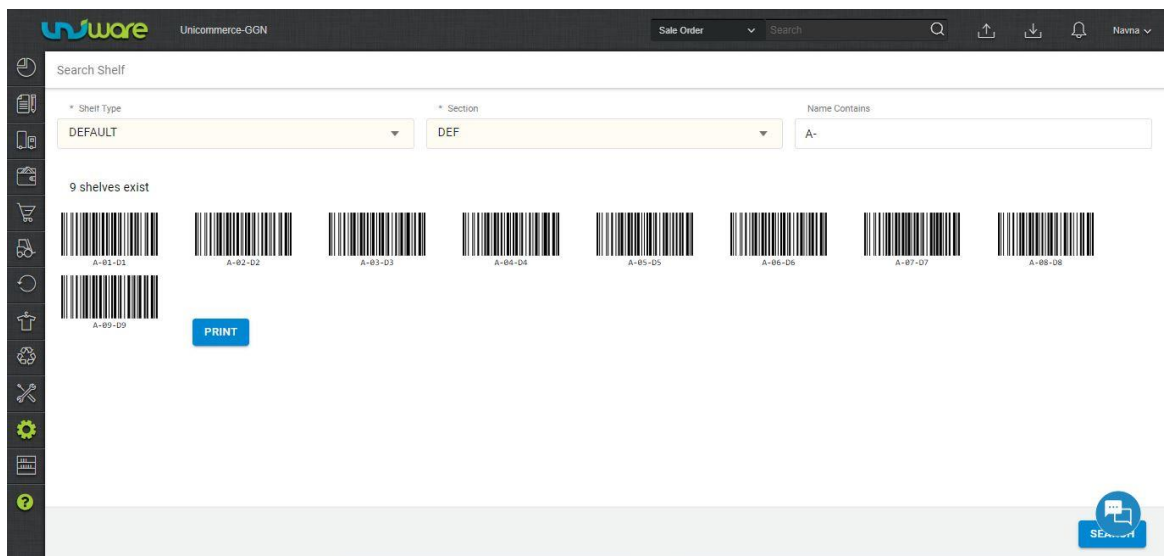 uniware Unicommerce-GGN Sale Order Search Navna
Search Shelf
* Shelf Type * Section Name Contains
DEFAULT DEF A-
9 shelves exist
A-01-D1 A-02-D2 A-03-D3 A-04-D4 A-05-D5 A-06-D6 A-07-D7 A-08-D8
A-09-D9
PRINT
?